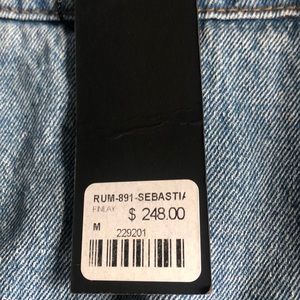 RUM-891-SEBASTIA
FINLAY
$ 248.00
M
229201